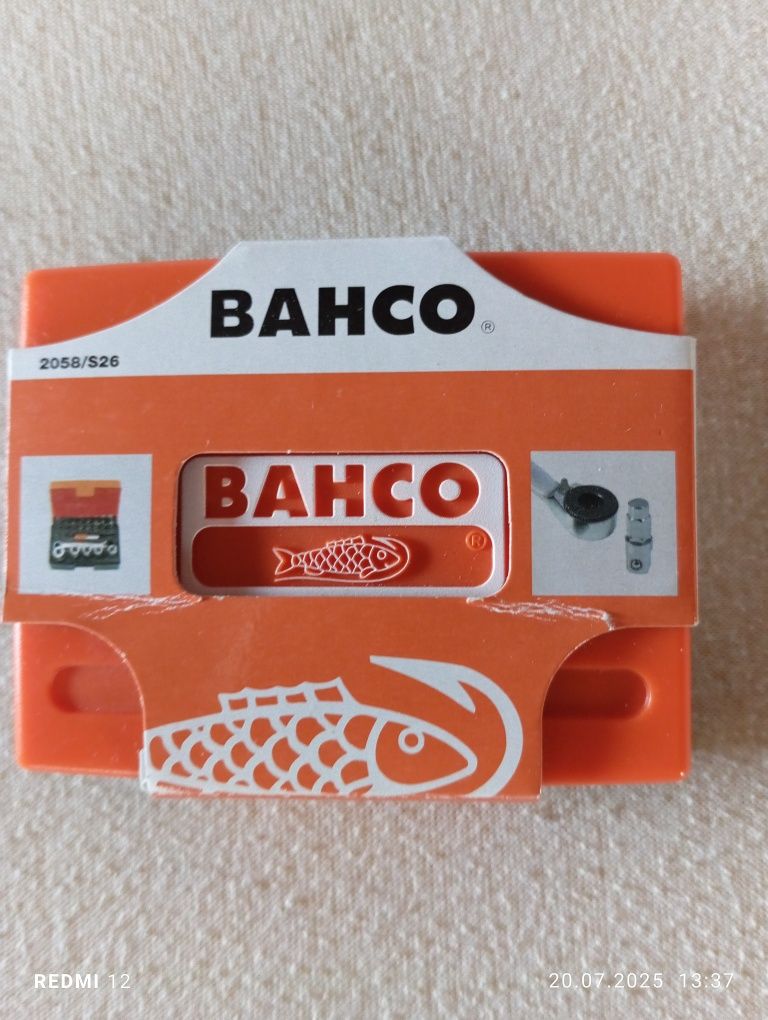 BAHCO®
2058/S26
BAHCO
®
REDMI 12
20.07.2025 13:37